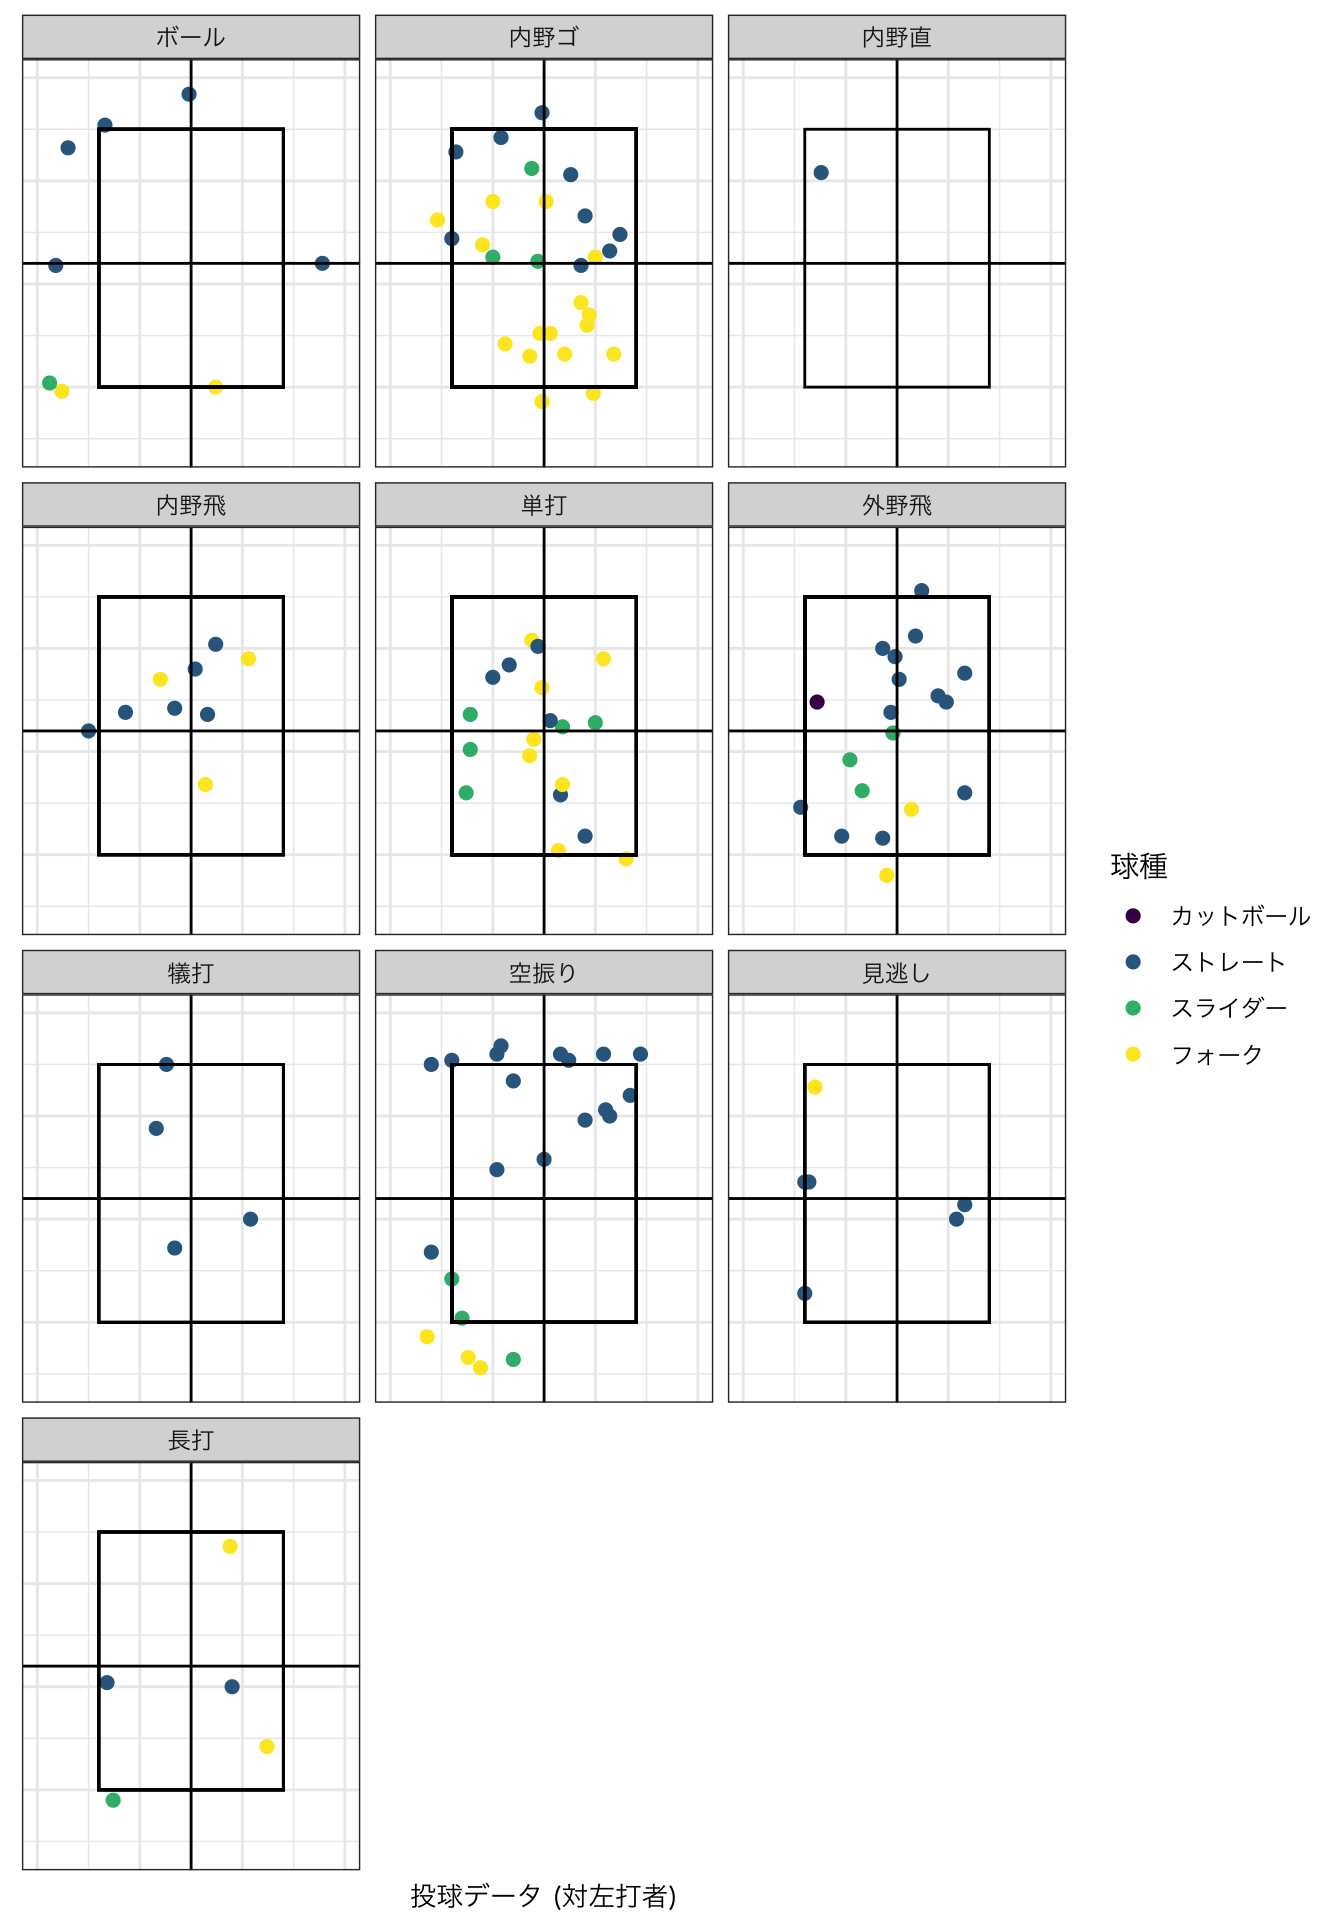 ボール
内野ゴ
内野直
内野飛
単打
外野飛
犠打
空振り
見逃し
長打
球種
カットボール
ストレート
スライダー
フォーク
投球データ (対左打者)